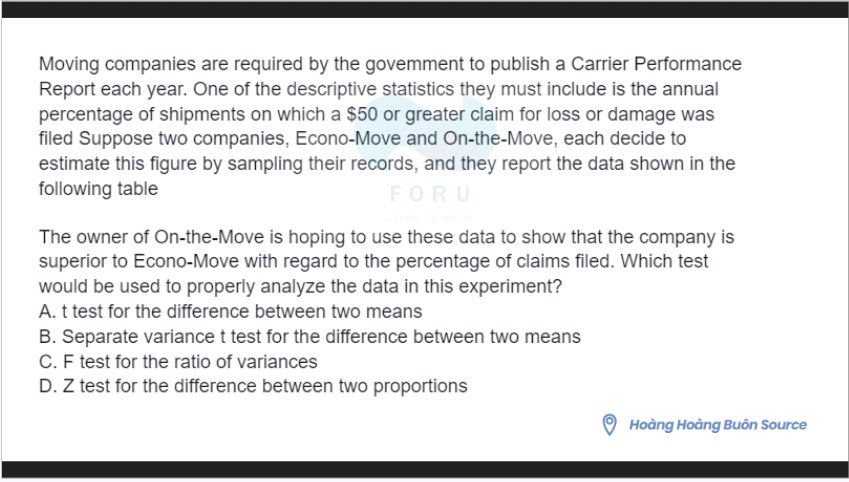 Moving companies are required by the government to publish a Carrier Performance
Report each year. One of the descriptive statistics they must include is the annual
percentage of shipments on which a $50 or greater claim for loss or damage was
filed Suppose two companies, Econo-Move and On-the-Move, each decide to
estimate this figure by sampling their records, and they report the data shown in the
following table
FORU
The owner of On-the-Move is hoping to use these data to show that the company is
superior to Econo-Move with regard to the percentage of claims filed. Which test
would be used to properly analyze the data in this experiment?
A. t test for the difference between two means
B. Separate variance t test for the difference between two means
C. F test for the ratio of variances
D. Z test for the difference between two proportions
Hoàng Hoàng Buôn Source